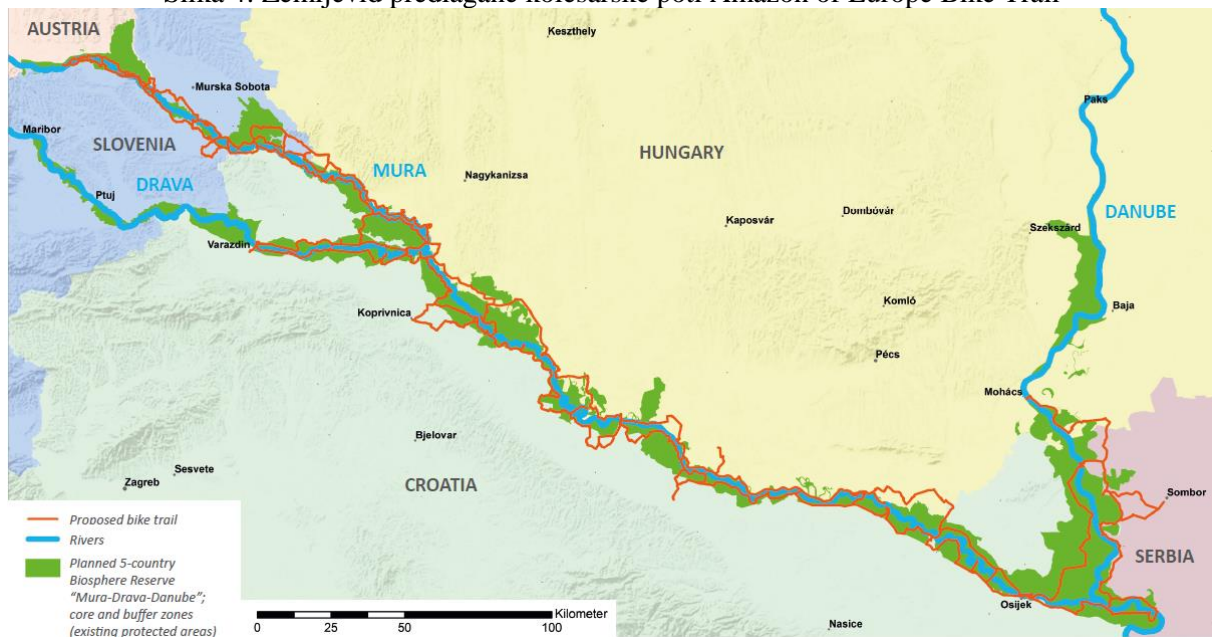 Slika 4: Zemljevid predlagane kolesarske poti Amazon of Europe Bike Trail
AUSTRIA
Keszthely
Murska Sobota
Paks
Maribor
SLOVENIA
HUNGARY
MURA
Nagykanizsa
DRAVA
Ptuj
DANUBE
Kaposvár
Dombóvár
Szekszárd
Varazdin
Komló
Baja
Koprivnica
Pécs
Mohács
Bjelovar
Sesvete
Zagreb
CROATIA
Sombor
SERBIA
Osijek
Nasice
Proposed bike trail
Rivers
Planned 5-country
Biosphere Reserve
“Mura-Drava-Danube”;
core and buffer zones
(existing protected areas)
Kilometer
0 25 50 100